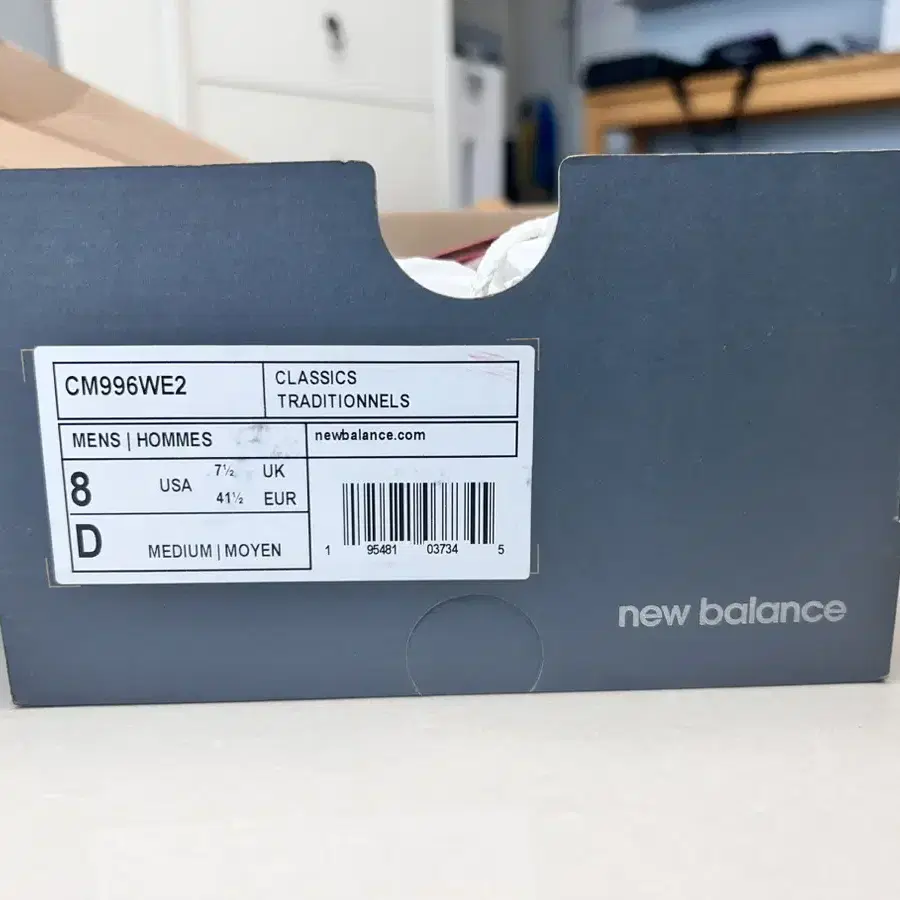 CM996WE2
CLASSICS
TRADITIONNELS
MENS | HOMMES
newbalance.com
8 USA 7½ UK
41½ EUR
D MEDIUM | MOYEN
1 95481 03734 5
new balance